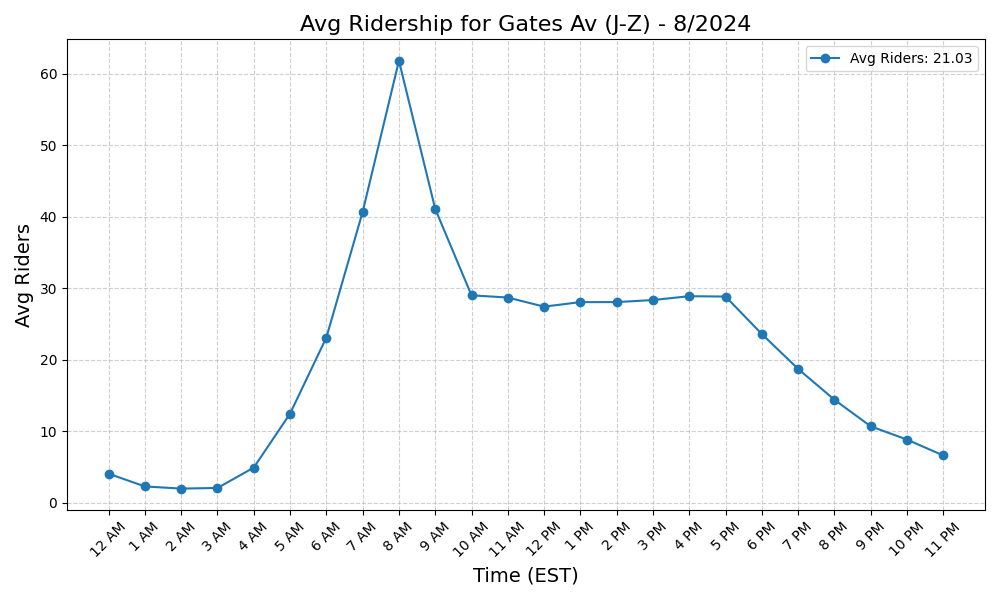 Avg Ridership for Gates Av (J-Z) - 8/2024
Avg Riders: 21.03
Avg Riders
60
50
40
30
20
10
0
12 AM
1 AM
2 AM
3 AM
4 AM
5 AM
6 AM
7 AM
8 AM
9 AM
10 AM
11 AM
12 PM
1 PM
2 PM
3 PM
4 PM
5 PM
6 PM
7 PM
8 PM
9 PM
10 PM
11 PM
Time (EST)